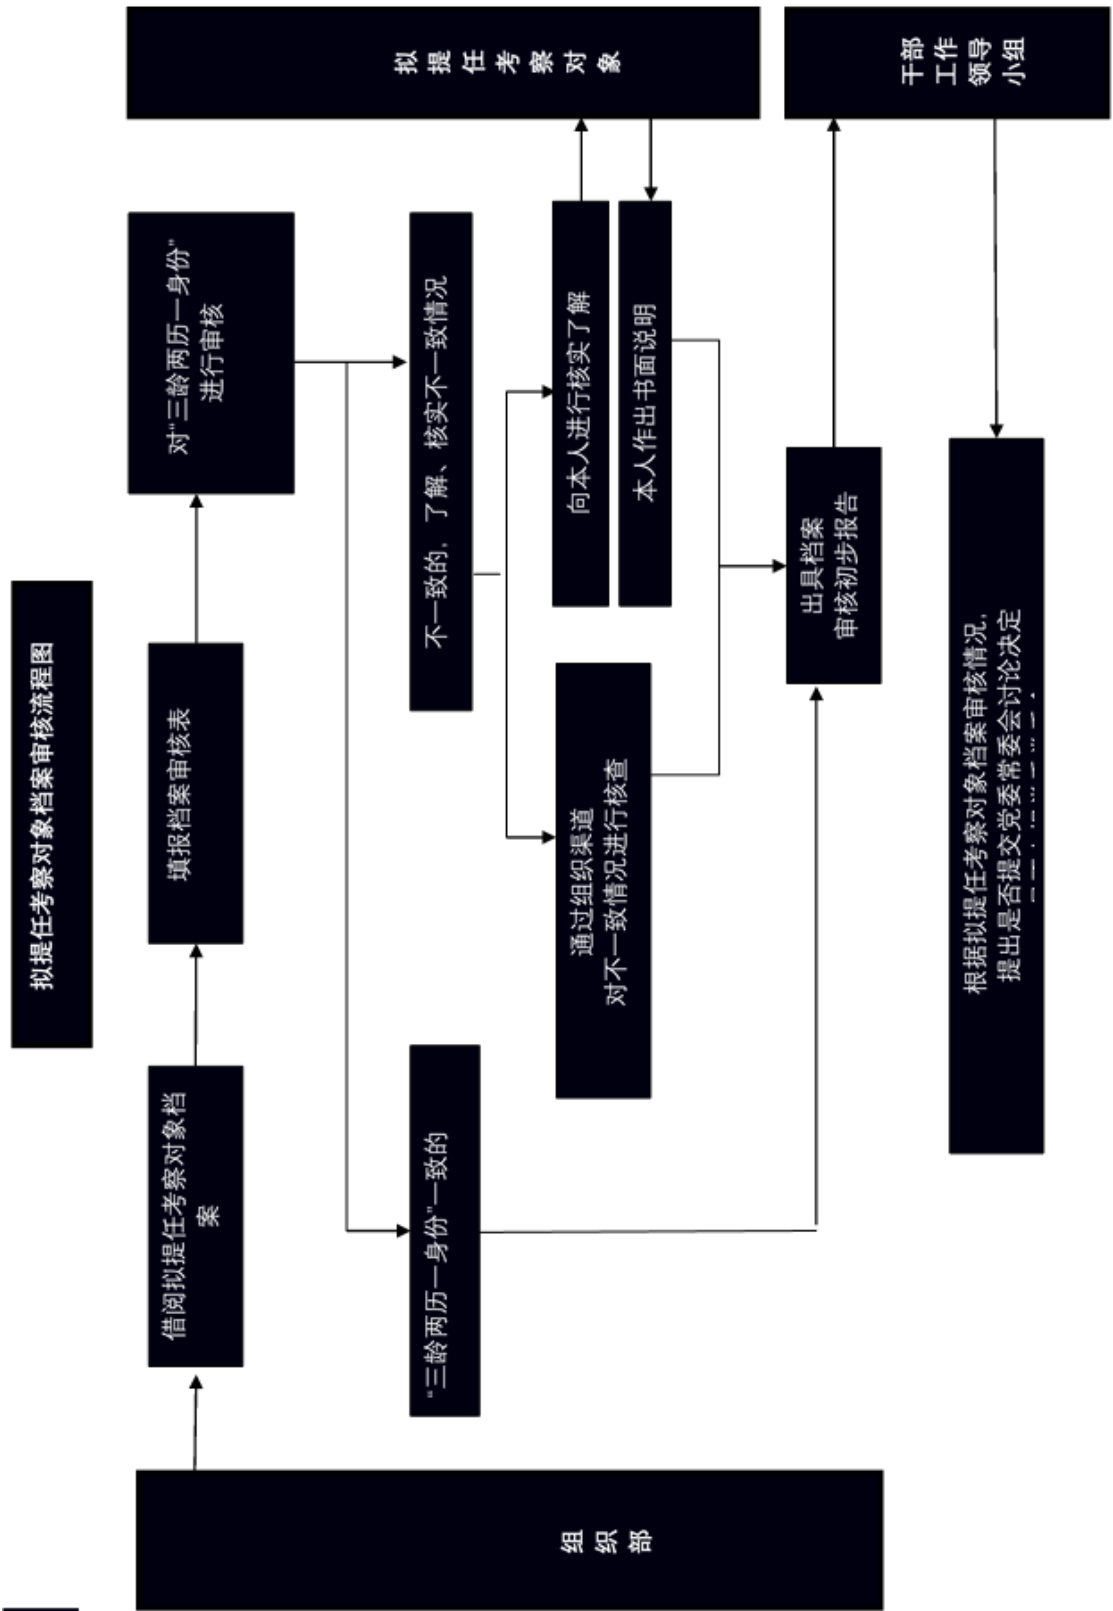 拟提任考察对象档案审核流程图
组
织
部
借阅拟提任考察对象档
案
填报档案审核表
对“三龄两历一身份”
进行审核
“三龄两历一身份”一致的
不一致的，了解、核实不一致情况
通过组织渠道
对不一致情况进行核查
向本人进行核实了解
本人作出书面说明
拟
提
任
考
察
对
象
出具档案
审核初步报告
干部
工作
领导
小组
根据拟提任考察对象档案审核情况，
提出是否提交党委常委会讨论决定